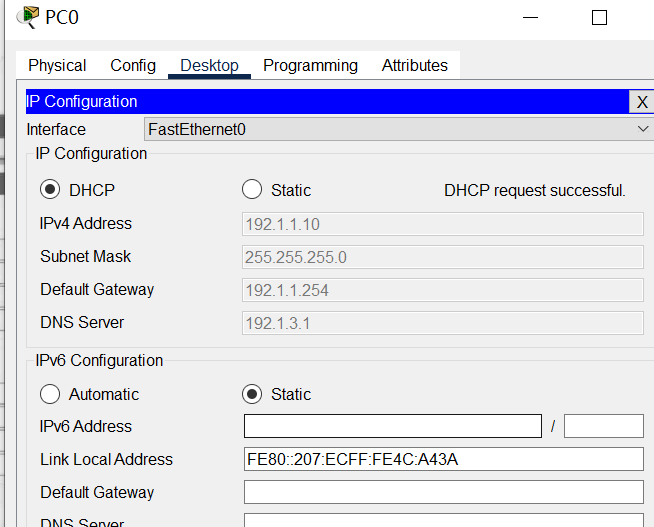 PC0
Physical Config Desktop Programming Attributes
IP Configuration X
Interface FastEthernet0
IP Configuration
DHCP Static DHCP request successful.
IPv4 Address 192.1.1.10
Subnet Mask 255.255.255.0
Default Gateway 192.1.1.254
DNS Server 192.1.3.1
IPv6 Configuration
Automatic Static
IPv6 Address /
Link Local Address FE80::207:ECFF:FE4C:A43A
Default Gateway
DNS Server